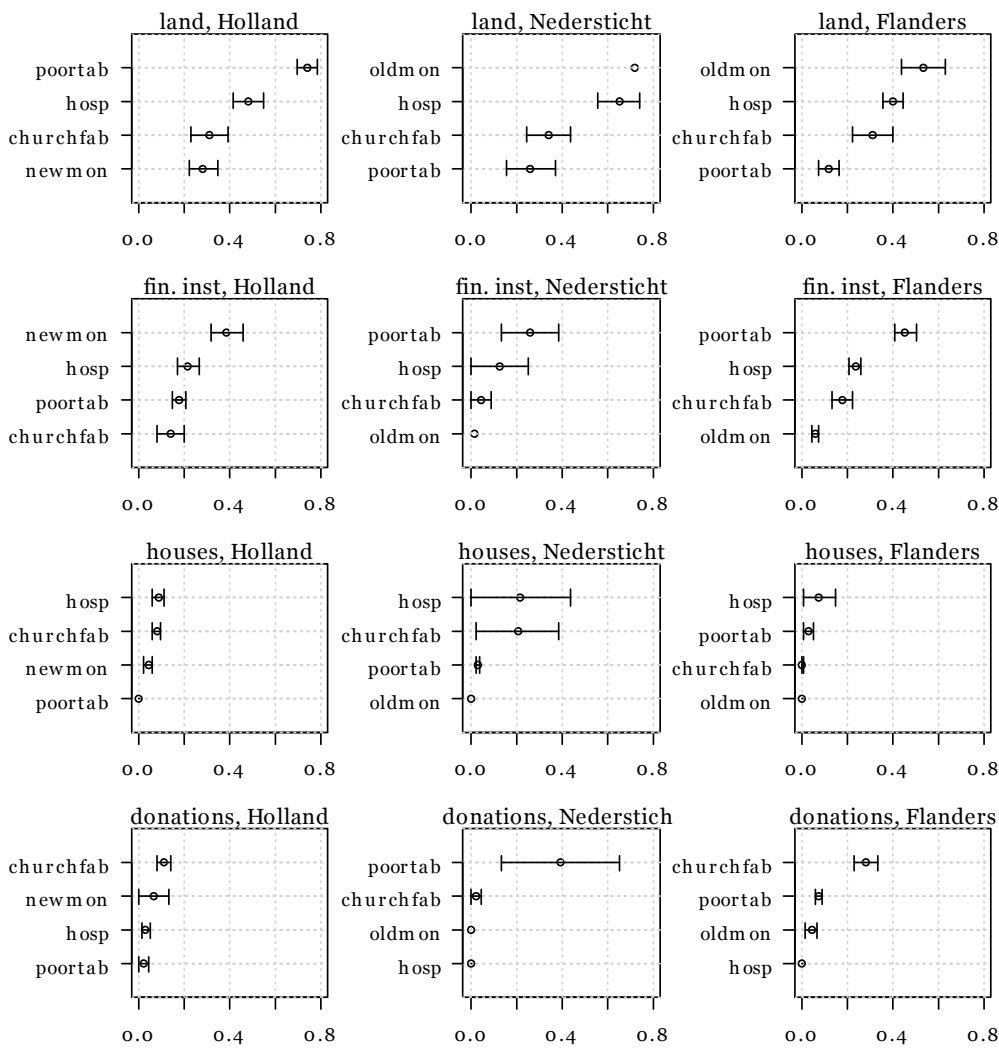 land, Holland
poortab
hosp
churchfab
newmon
0.0 0.4 0.8
land, Nedersticht
oldmon
hosp
churchfab
poortab
0.0 0.4 0.8
land, Flanders
oldmon
hosp
churchfab
poortab
0.0 0.4 0.8
fin. inst, Holland
newmon
hosp
poortab
churchfab
0.0 0.4 0.8
fin. inst, Nedersticht
poortab
hosp
churchfab
oldmon
0.0 0.4 0.8
fin. inst, Flanders
poortab
hosp
churchfab
oldmon
0.0 0.4 0.8
houses, Holland
hosp
churchfab
newmon
poortab
0.0 0.4 0.8
houses, Nedersticht
hosp
churchfab
poortab
oldmon
0.0 0.4 0.8
houses, Flanders
hosp
poortab
churchfab
oldmon
0.0 0.4 0.8
donations, Holland
churchfab
newmon
hosp
poortab
0.0 0.4 0.8
donations, Nederstich
poortab
churchfab
oldmon
hosp
0.0 0.4 0.8
donations, Flanders
churchfab
poortab
oldmon
hosp
0.0 0.4 0.8